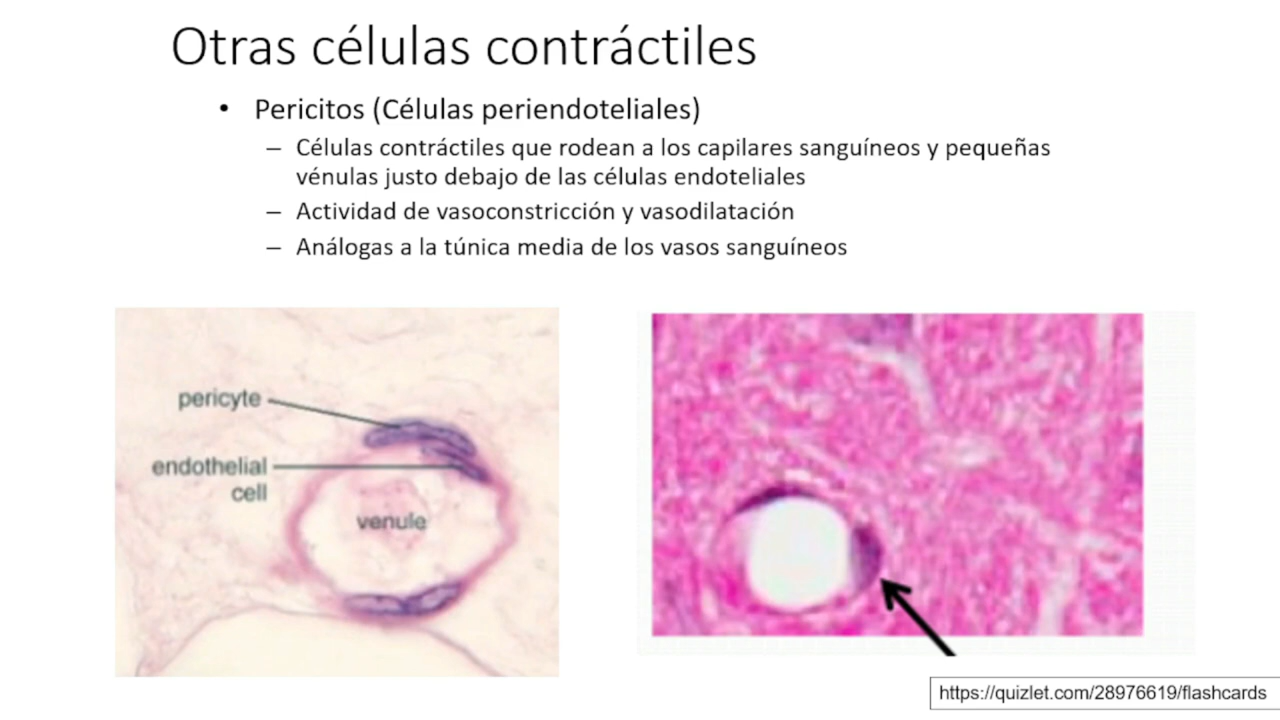 Otras células contráctiles
• Pericitos (Células periendoteliales)
– Células contráctiles que rodean a los capilares sanguíneos y pequeñas
vénulas justo debajo de las células endoteliales
– Actividad de vasoconstricción y vasodilatación
– Análogas a la túnica media de los vasos sanguíneos
pericyte
endothelial
cell
venule
https://quizlet.com/28976619/flashcards